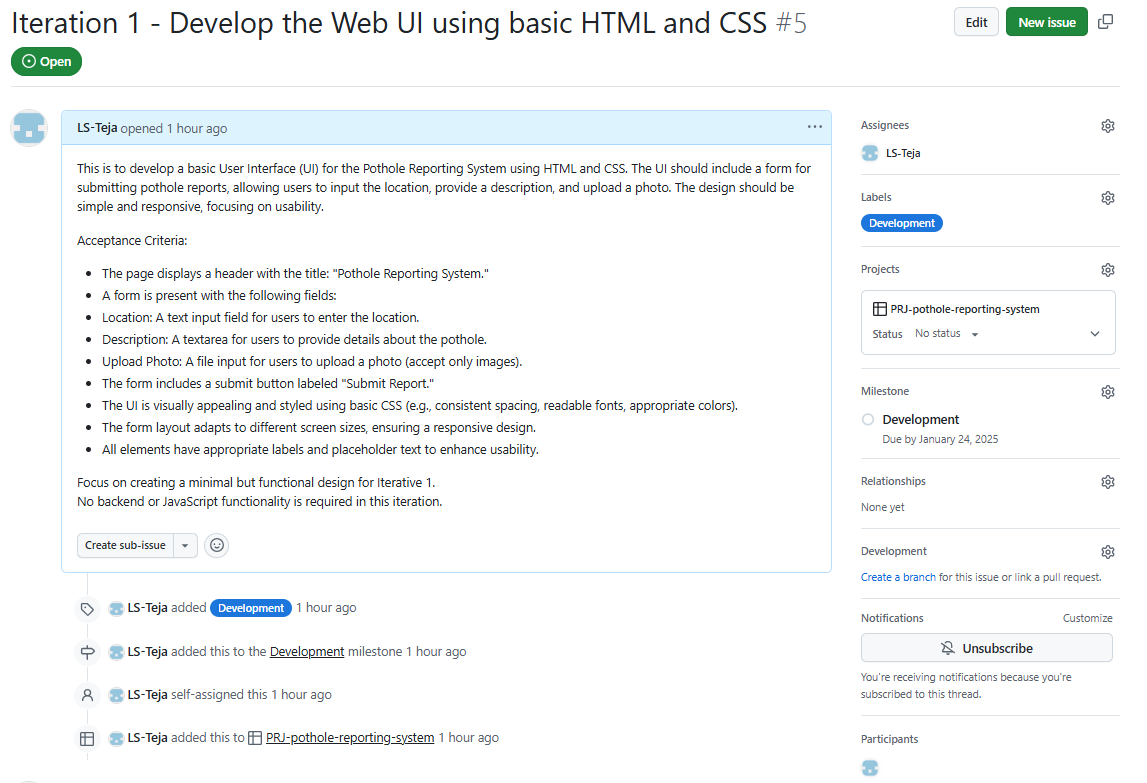 Iteration 1 - Develop the Web UI using basic HTML and CSS #5
Edit
New issue
Open
LS-Teja opened 1 hour ago
This is to develop a basic User Interface (UI) for the Pothole Reporting System using HTML and CSS. The UI should include a form for
submitting pothole reports, allowing users to input the location, provide a description, and upload a photo. The design should be
simple and responsive, focusing on usability.
Acceptance Criteria:
The page displays a header with the title: "Pothole Reporting System."
A form is present with the following fields:
Location: A text input field for users to enter the location.
Description: A textarea for users to provide details about the pothole.
Upload Photo: A file input for users to upload a photo (accept only images).
The form includes a submit button labeled "Submit Report."
The UI is visually appealing and styled using basic CSS (e.g., consistent spacing, readable fonts, appropriate colors).
The form layout adapts to different screen sizes, ensuring a responsive design.
All elements have appropriate labels and placeholder text to enhance usability.
Focus on creating a minimal but functional design for Iterative 1.
No backend or JavaScript functionality is required in this iteration.
Create sub-issue
LS-Teja added Development 1 hour ago
LS-Teja added this to the Development milestone 1 hour ago
LS-Teja self-assigned this 1 hour ago
LS-Teja added this to PRJ-pothole-reporting-system 1 hour ago
Assignees
LS-Teja
Labels
Development
Projects
PRJ-pothole-reporting-system
Status No status
Milestone
Development
Due by January 24, 2025
Relationships
None yet
Development
Create a branch for this issue or link a pull request.
Notifications Customize
Unsubscribe
You're receiving notifications because you're
subscribed to this thread.
Participants